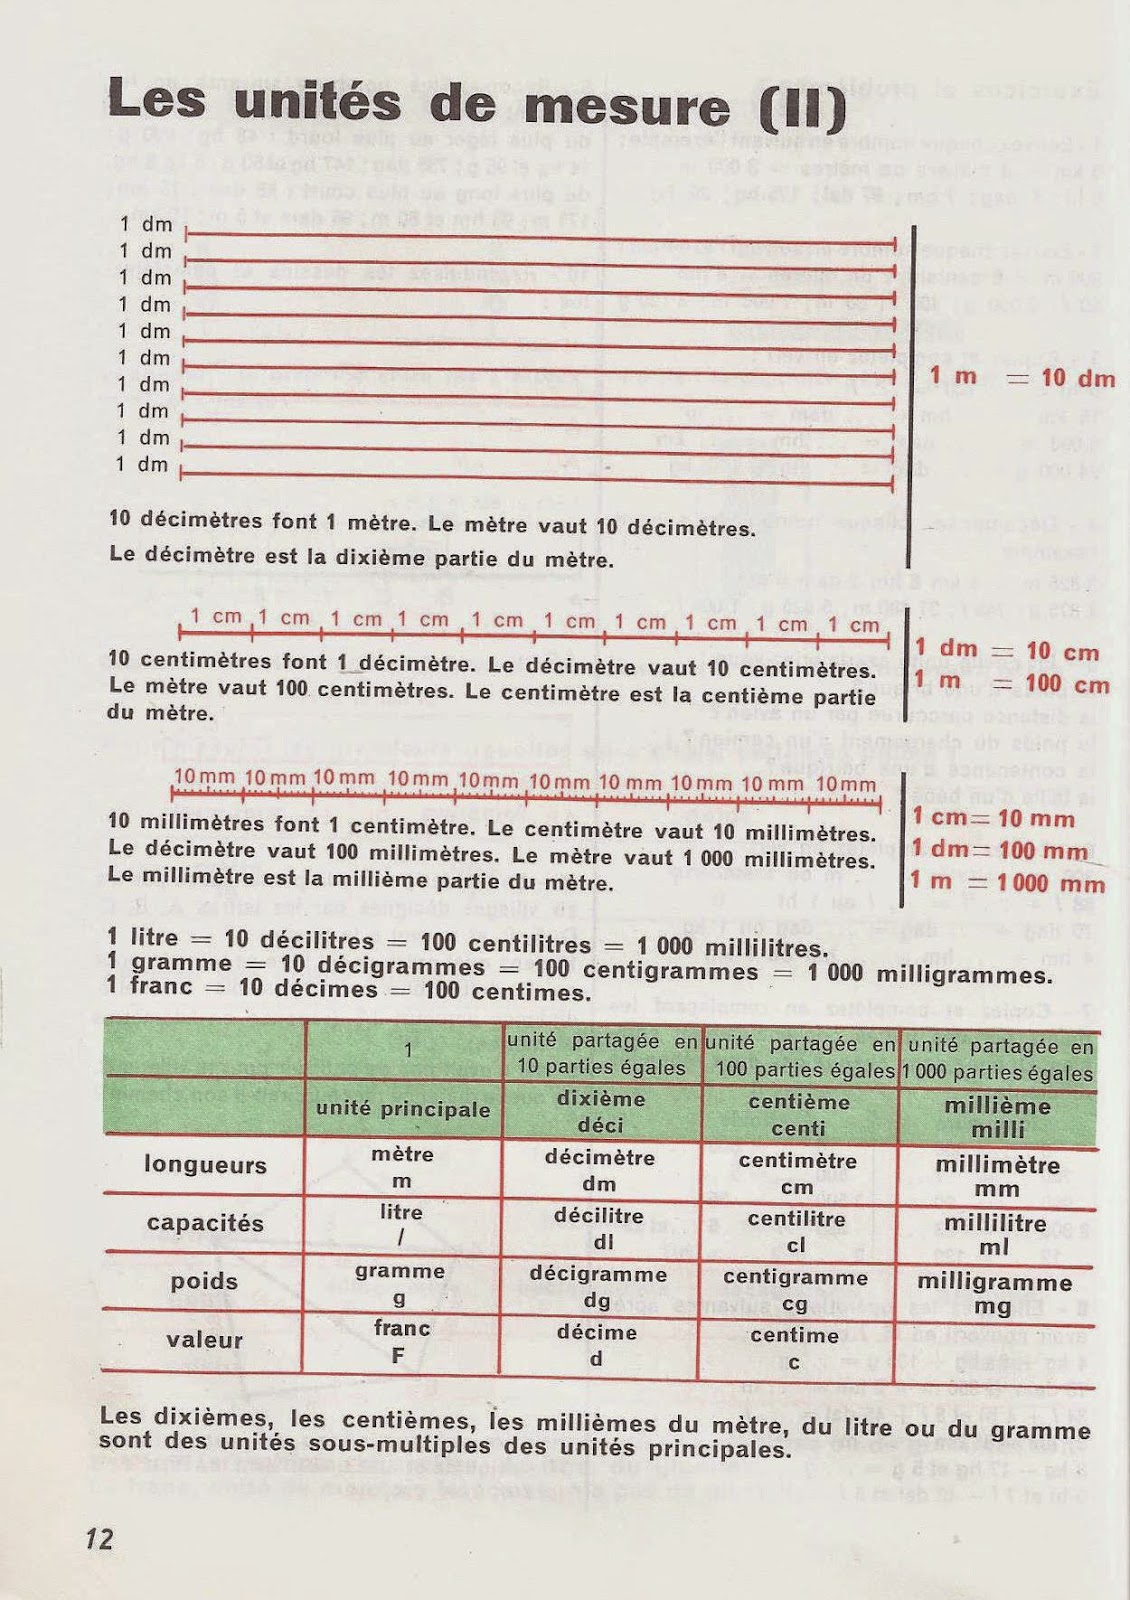 Les unités de mesure (II)
1 dm
1 dm
1 dm
1 dm
1 dm
1 dm
1 dm
1 dm
1 dm
1 dm
1 m = 10 dm
10 décimètres font 1 mètre. Le mètre vaut 10 décimètres.
Le décimètre est la dixième partie du mètre.
1 cm 1 cm 1 cm 1 cm 1 cm 1 cm 1 cm 1 cm 1 cm 1 cm
1 dm = 10 cm
1 m = 100 cm
10 centimètres font 1 décimètre. Le décimètre vaut 10 centimètres.
Le mètre vaut 100 centimètres. Le centimètre est la centième partie
du mètre.
10 mm 10 mm 10 mm 10 mm 10 mm 10 mm 10 mm 10 mm 10 mm 10 mm
1 cm = 10 mm
1 dm = 100 mm
1 m = 1 000 mm
10 millimètres font 1 centimètre. Le centimètre vaut 10 millimètres.
Le décimètre vaut 100 millimètres. Le mètre vaut 1 000 millimètres.
Le millimètre est la millième partie du mètre.
1 litre = 10 décilitres = 100 centilitres = 1 000 millilitres.
1 gramme = 10 décigrammes = 100 centigrammes = 1 000 milligrammes.
1 franc = 10 décimes = 100 centimes.
1 unité partagée en unité partagée en unité partagée en
10 parties égales 100 parties égales 1 000 parties égales
unité principale dixième centième millième
déci centi milli
longueurs mètre décimètre centimètre millimètre
m dm cm mm
capacités litre décilitre centilitre millilitre
l dl cl ml
poids gramme décigramme centigramme milligramme
g dg cg mg
valeur franc décime centime
F d c
Les dixièmes, les centièmes, les millièmes du mètre, du litre ou du gramme
sont des unités sous-multiples des unités principales.
12